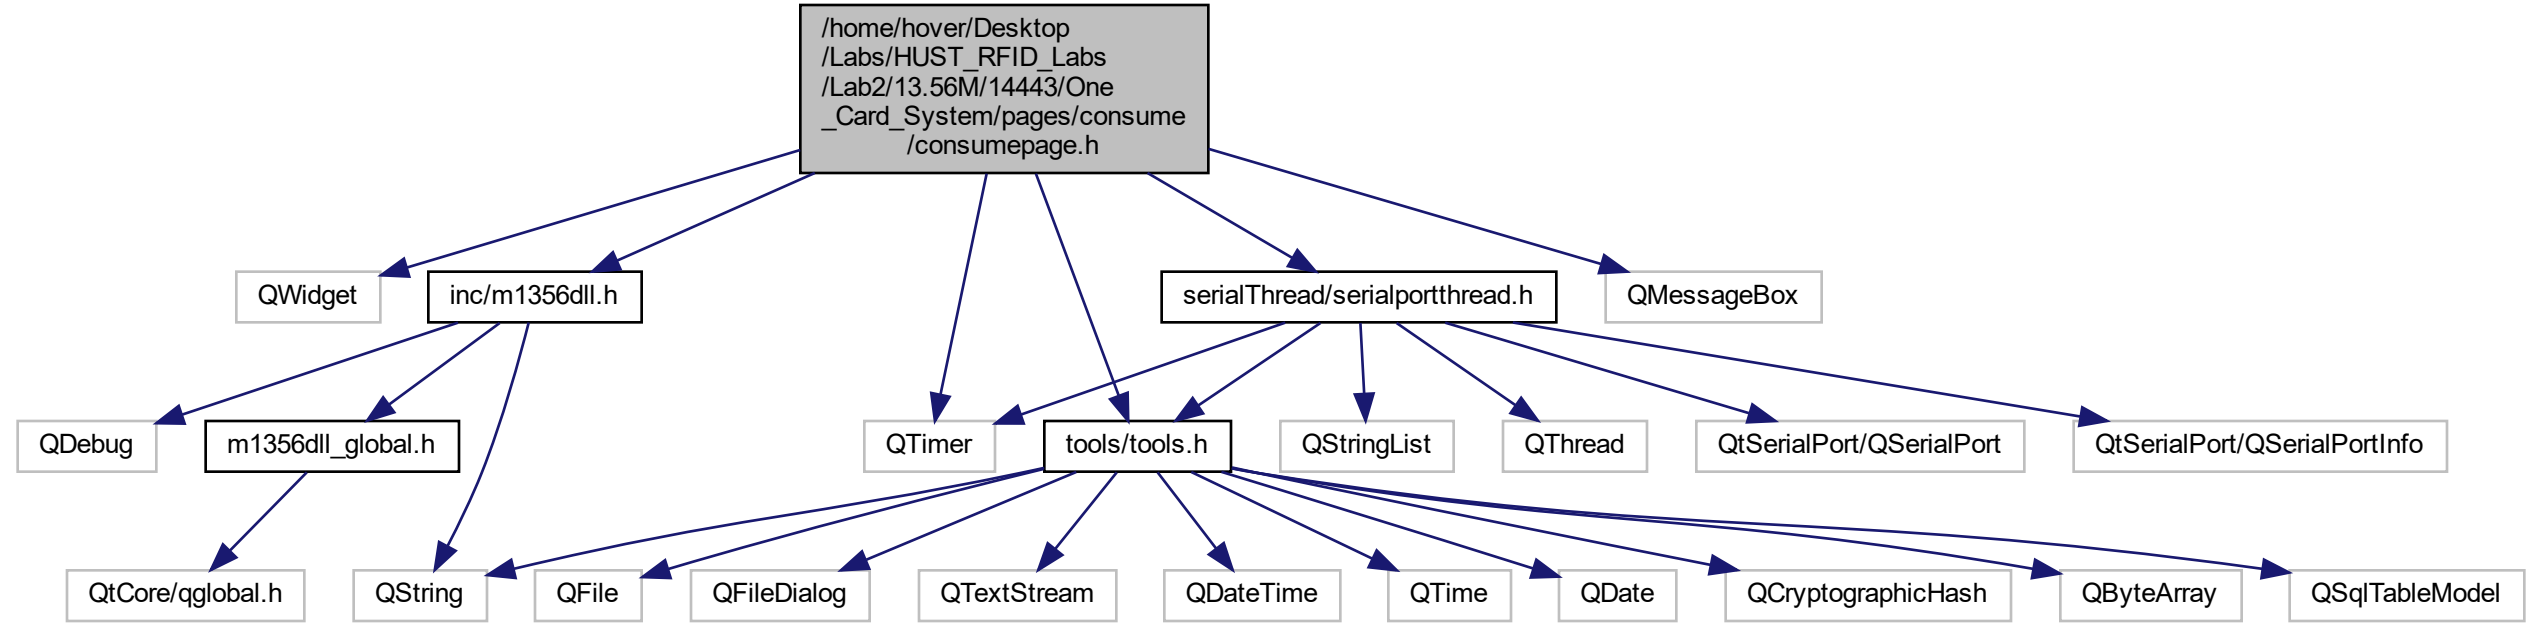 /home/hover/Desktop
/Labs/HUST_RFID_Labs
/Lab2/13.56M/14443/One
_Card_System/pages/consume
/consumepage.h
QWidget
inc/m1356dll.h
serialThread/serialportthread.h
QMessageBox
QDebug
m1356dll_global.h
QTimer
tools/tools.h
QStringList
QThread
QtSerialPort/QSerialPort
QtSerialPort/QSerialPortInfo
QtCore/qglobal.h
QString
QFile
QFileDialog
QTextStream
QDateTime
QTime
QDate
QCryptographicHash
QByteArray
QSqlTableModel